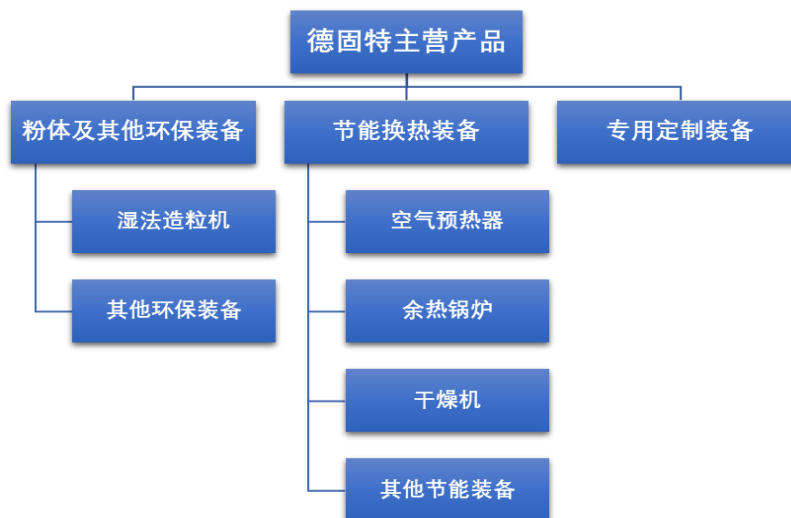 德固特主营产品
粉体及其他环保装备
节能换热装备
专用定制装备
湿法造粒机
空气预热器
其他环保装备
余热锅炉
干燥机
其他节能装备